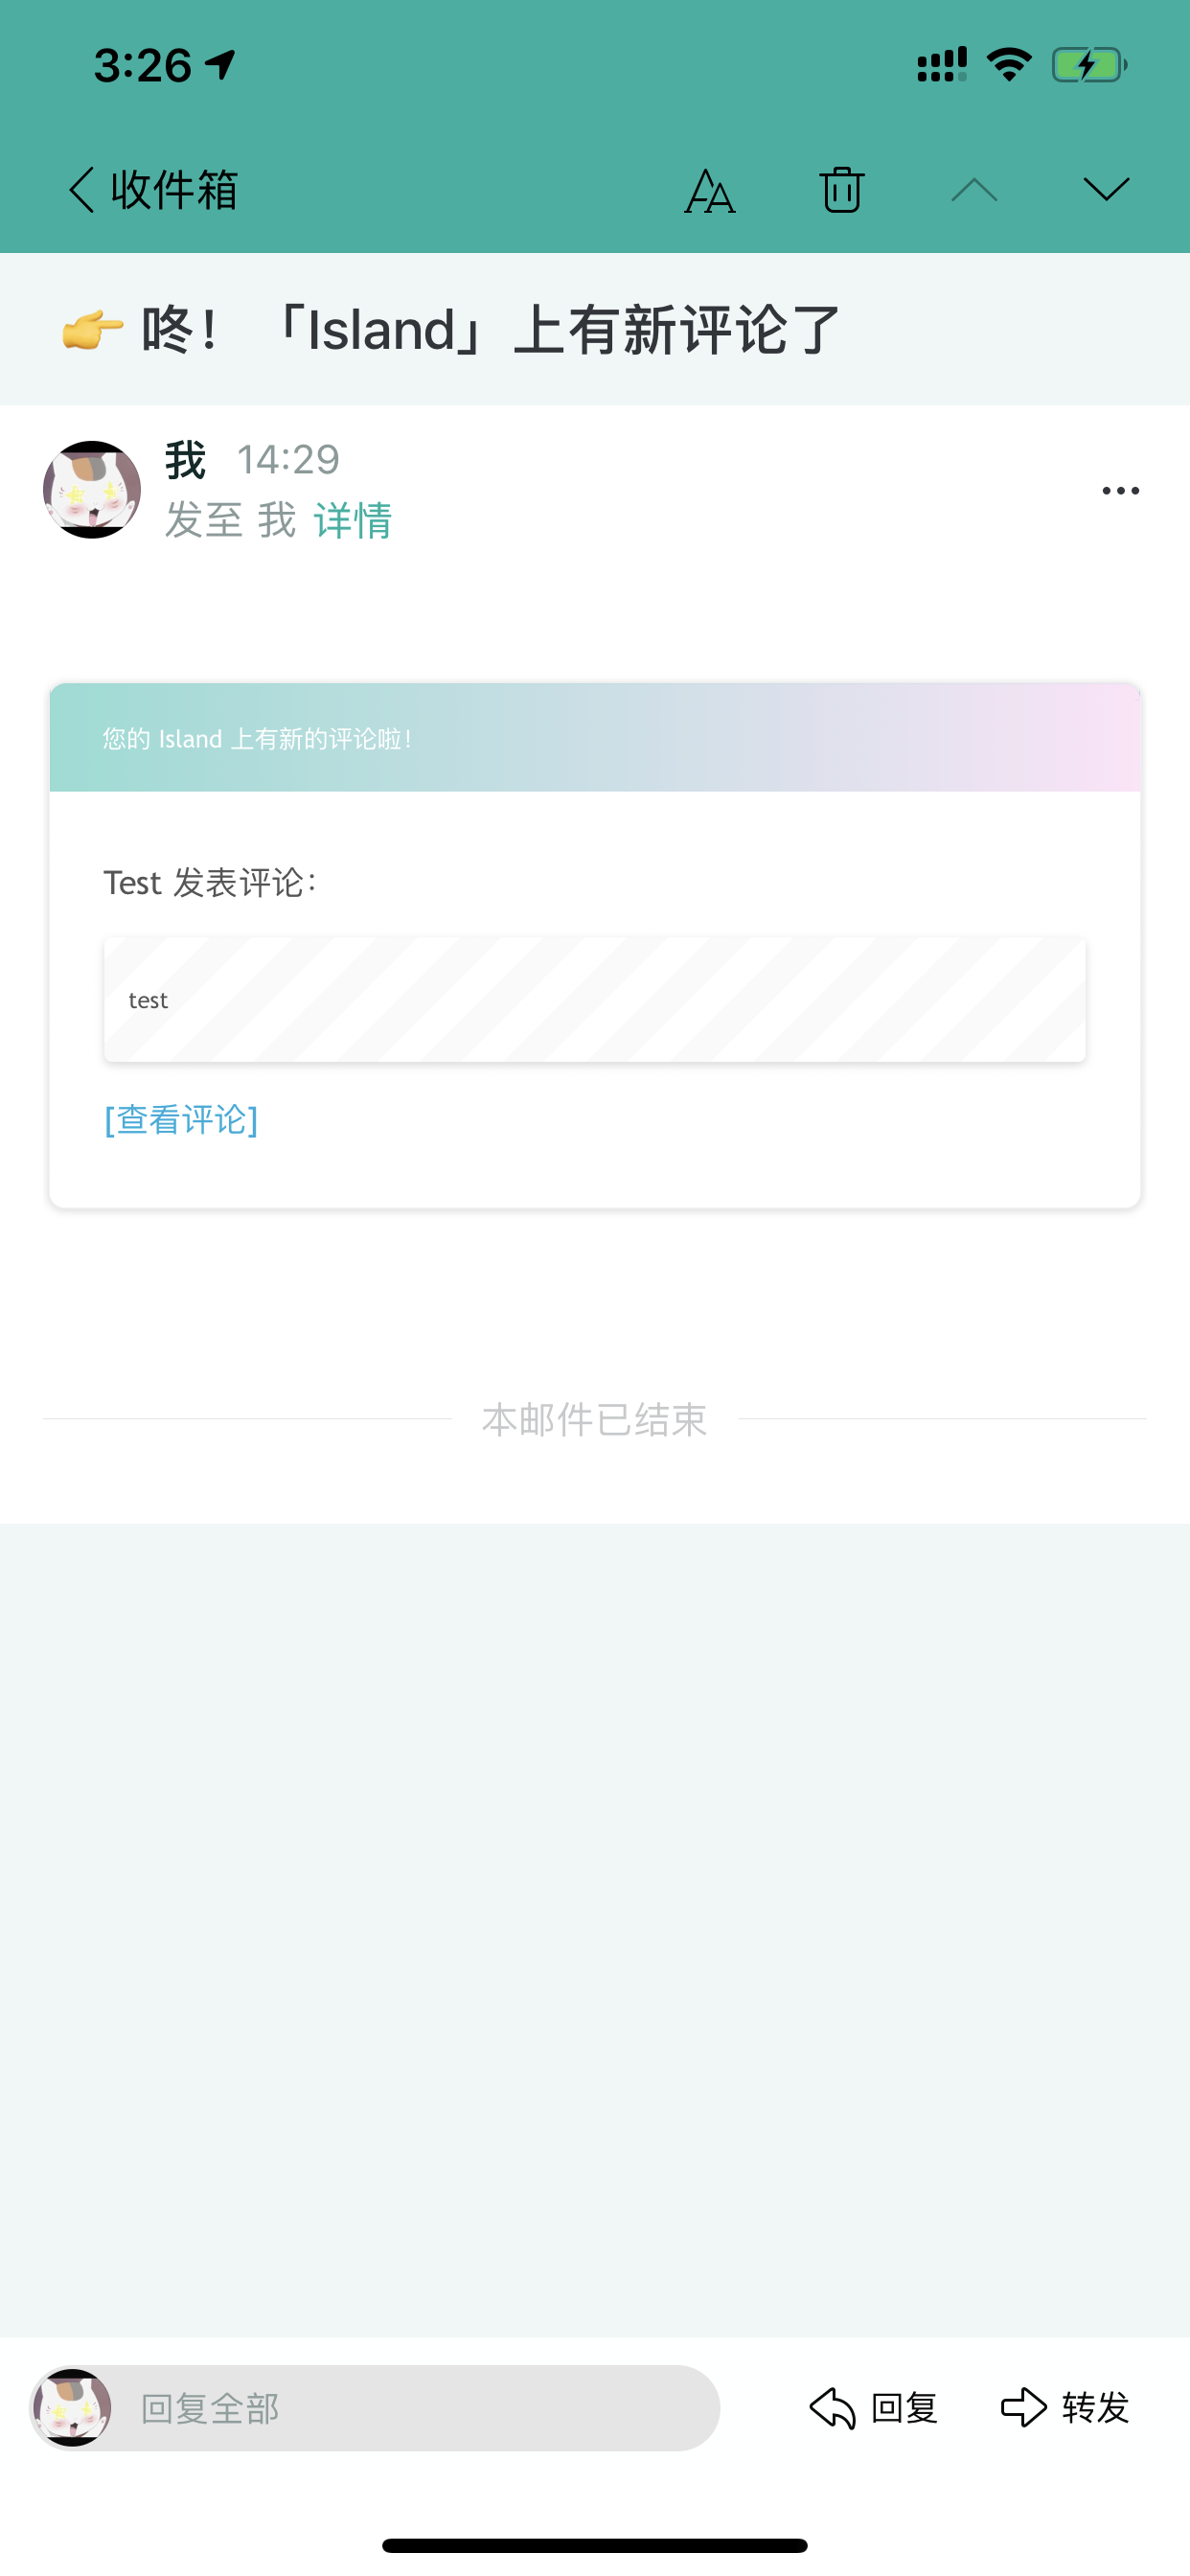 3:26
收件箱
👉 咚！「Island」上有新评论了
我 14:29
发至 我 详情
您的 Island 上有新的评论啦！
Test 发表评论：
test
[查看评论]
本邮件已结束
回复全部
回复
转发